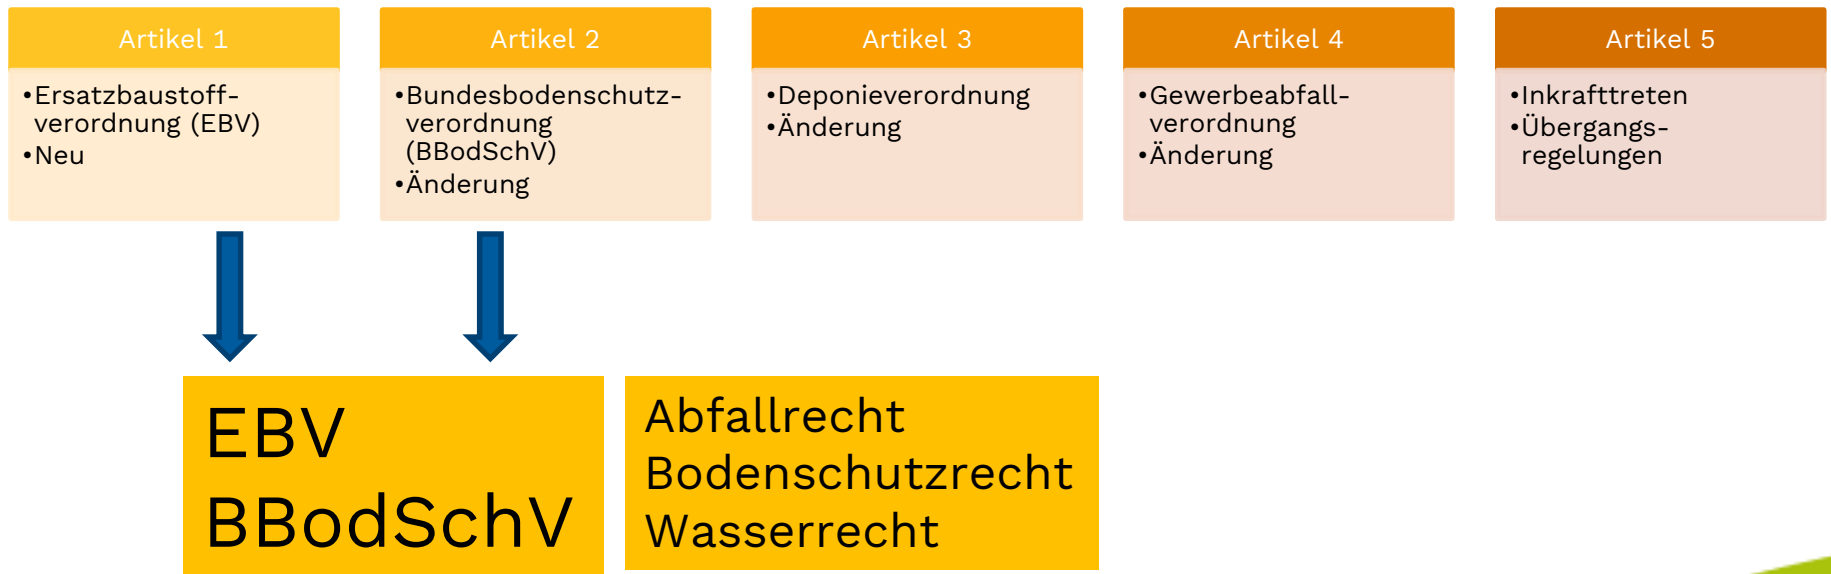 Artikel 1
•Ersatzbaustoff-
verordnung (EBV)
•Neu
Artikel 2
•Bundesbodenschutz-
verordnung
(BBodSchV)
•Änderung
Artikel 3
•Deponieverordnung
•Änderung
Artikel 4
•Gewerbeabfall-
verordnung
•Änderung
Artikel 5
•Inkrafttreten
•Übergangs-
regelungen
EBV
BBodSchV
Abfallrecht
Bodenschutzrecht
Wasserrecht